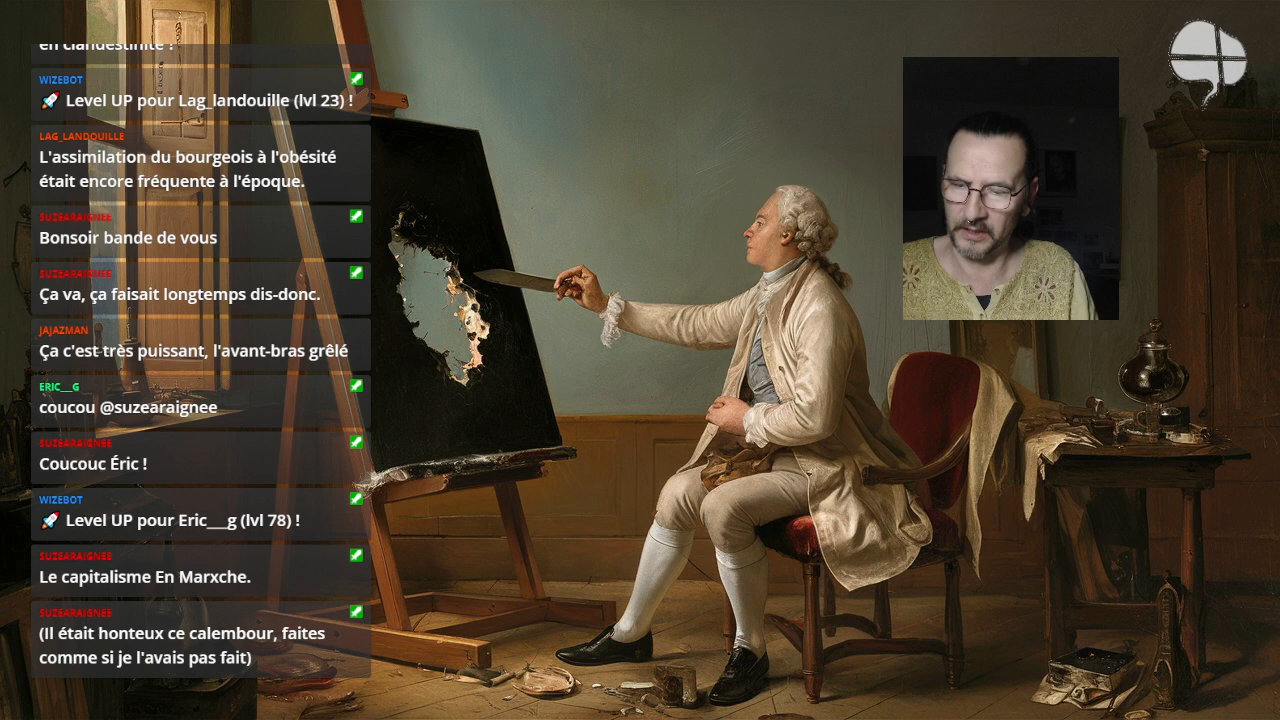 en clandestinité !
WIZEBOT
🚀 Level UP pour Lag_landouille (lvl 23) !
LAG_LANDOUILLE
L'assimilation du bourgeois à l'obésité
était encore fréquente à l'époque.
SUZEARAIGNEE
Bonsoir bande de vous
SUZEARAIGNEE
Ça va, ça faisait longtemps dis-donc.
JAJAZMAN
Ça c'est très puissant, l'avant-bras grêlé
ERIC__G
coucou @suzearaignee
SUZEARAIGNEE
Coucouc Éric !
WIZEBOT
🚀 Level UP pour Eric__g (lvl 78) !
SUZEARAIGNEE
Le capitalisme En Marxche.
SUZEARAIGNEE
(Il était honteux ce calembour, faites
comme si je l'avais pas fait)